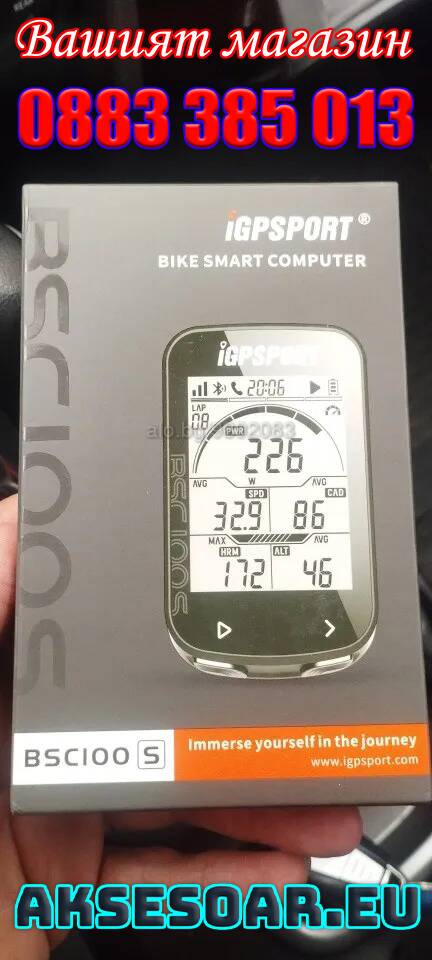 Вашият магазин
0883 385 013
iGPSPORT®
BIKE SMART COMPUTER
BSC100S
iGPSPORT
20:06
LAP
08
PWR
226
AVG W AVG
SPD CAD
32.9 86
MAX AVG
HRM ALT
172 46
BSC100S
BSC100 S
Immerse yourself in the journey
www.igpsport.com
AKSESOAR.EU